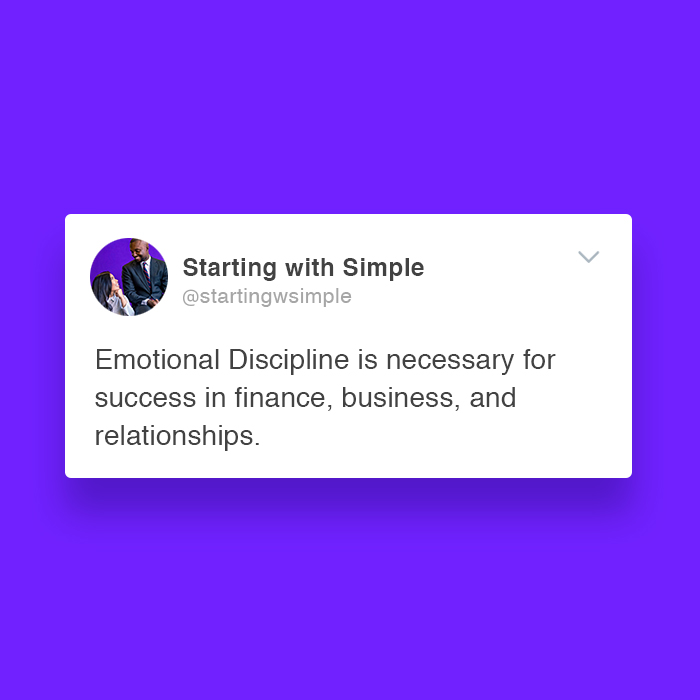 Starting with Simple
@startingwsimple
Emotional Discipline is necessary for
success in finance, business, and
relationships.